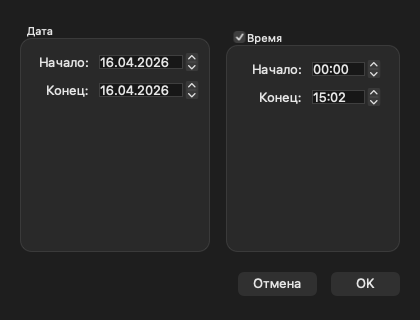 Дата
Начало: 16.04.2026
Конец: 16.04.2026
Время
Начало: 00:00
Конец: 15:02
Отмена
OK